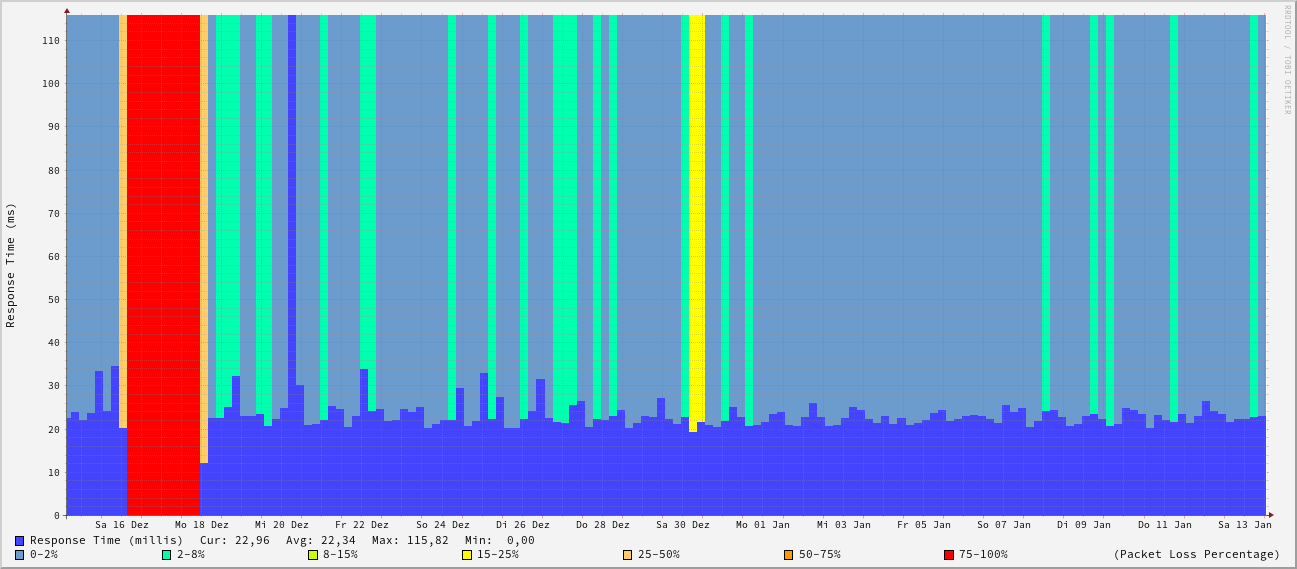 RRDTOOL / TOBI OETIKER
Response Time (ms)
110
100
90
80
70
60
50
40
30
20
10
0
Sa 16 Dez Mo 18 Dez Mi 20 Dez Fr 22 Dez So 24 Dez Di 26 Dez Do 28 Dez Sa 30 Dez Mo 01 Jan Mi 03 Jan Fr 05 Jan So 07 Jan Di 09 Jan Do 11 Jan Sa 13 Jan
Response Time (millis) Cur: 22,96 Avg: 22,34 Max: 115,82 Min: 0,00
0-2% 2-8% 8-15% 15-25% 25-50% 50-75% 75-100% (Packet Loss Percentage)